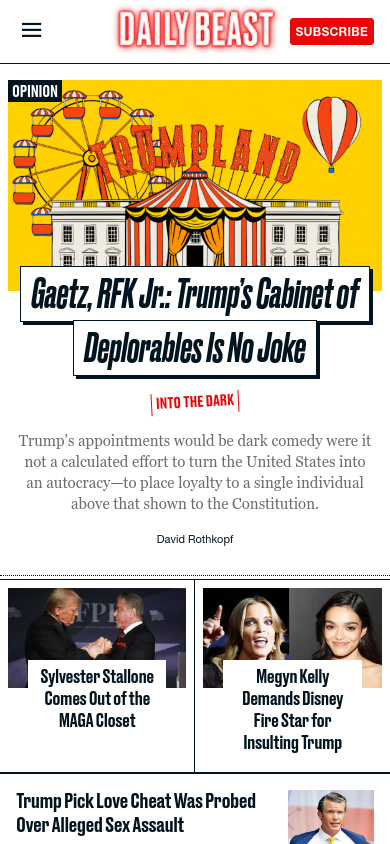 DAILY BEAST
SUBSCRIBE
OPINION
TRUMPLAND
Gaetz, RFK Jr.: Trump's Cabinet of
Deplorables Is No Joke
INTO THE DARK
Trump's appointments would be dark comedy were it
not a calculated effort to turn the United States into
an autocracy—to place loyalty to a single individual
above that shown to the Constitution.
David Rothkopf
FPI
Sylvester Stallone
Comes Out of the
MAGA Closet
Megyn Kelly
Demands Disney
Fire Star for
Insulting Trump
Trump Pick Love Cheat Was Probed
Over Alleged Sex Assault